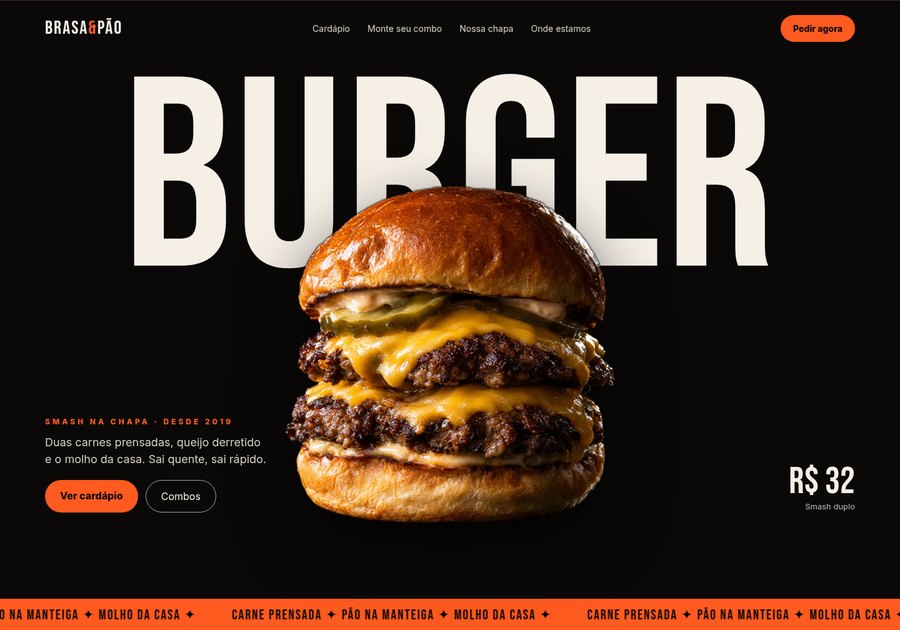 BRASA&PÃO
Cardápio
Monte seu combo
Nossa chapa
Onde estamos
Pedir agora
BURGER
SMASH NA CHAPA · DESDE 2019
Duas carnes prensadas, queijo derretido
e o molho da casa. Sai quente, sai rápido.
Ver cardápio
Combos
R$ 32
Smash duplo
O NA MANTEIGA ✦ MOLHO DA CASA ✦ CARNE PRENSADA ✦ PÃO NA MANTEIGA ✦ MOLHO DA CASA ✦ CARNE PRENSADA ✦ PÃO NA MANTEIGA ✦ MOLHO DA CASA ✦